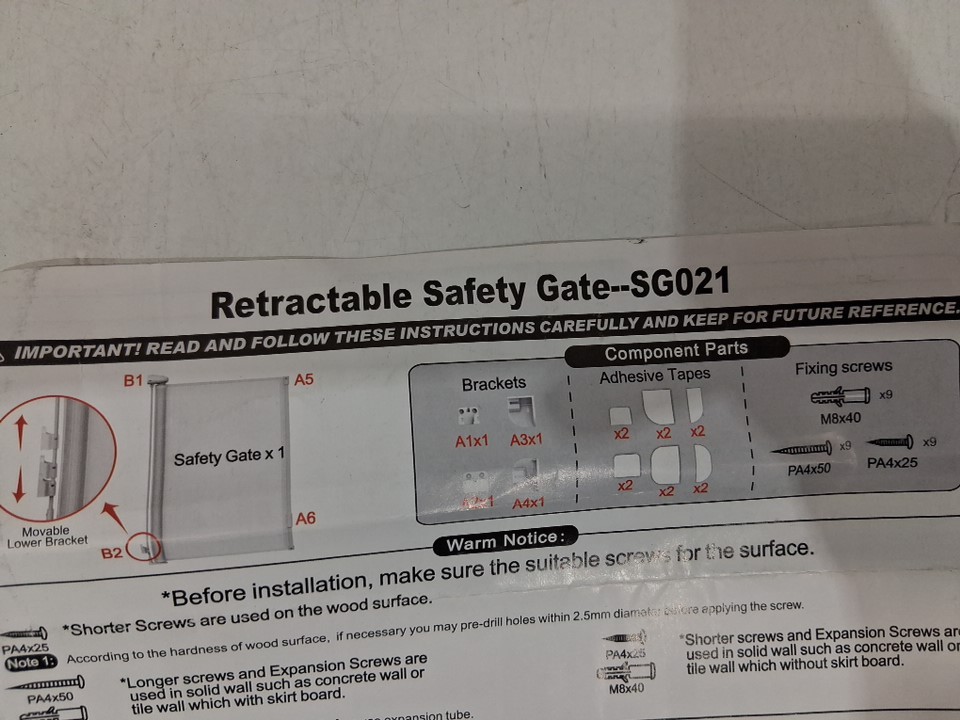 Retractable Safety Gate--SG021
IMPORTANT! READ AND FOLLOW THESE INSTRUCTIONS CAREFULLY AND KEEP FOR FUTURE REFERENCE.
Component Parts
B1
A5
Safety Gate x 1
A6
B2
Movable
Lower Bracket
Brackets
A1x1
A3x1
A4x1
Adhesive Tapes
x2
x2
x2
x2
x2
x2
Fixing screws
x9
M8x40
x9
PA4x50
x9
PA4x25
Warm Notice:
*Before installation, make sure the suitable screws for the surface.
*Shorter Screws are used on the wood surface.
PA4x25
Note 1:
According to the hardness of wood surface, if necessary you may pre-drill holes within 2.5mm diameter before applying the screw.
PA4x50
*Longer screws and Expansion Screws are
used in solid wall such as concrete wall or
tile wall which with skirt board.
PA4x25
M8x40
*Shorter screws and Expansion Screws are
used in solid wall such as concrete wall or
tile wall which without skirt board.
expansion tube.